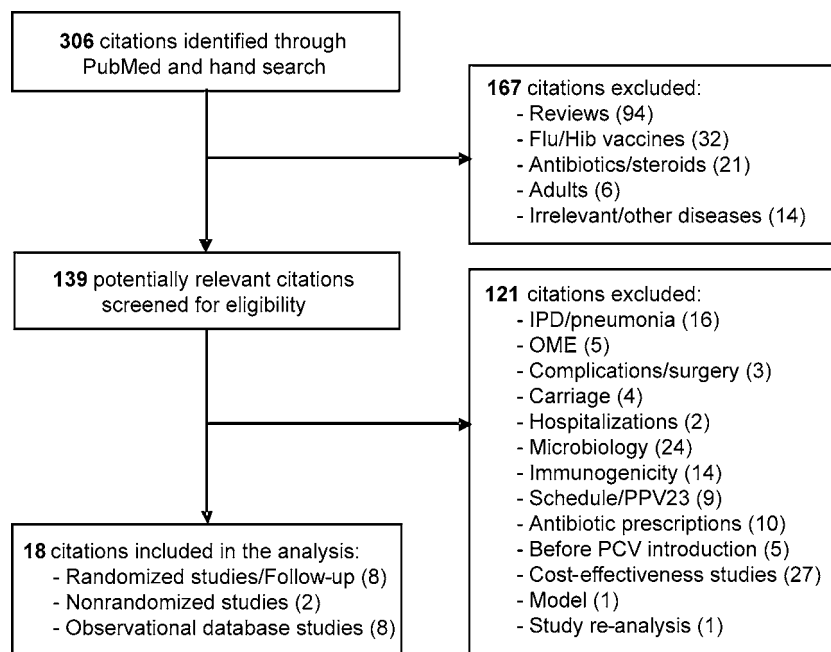 306 citations identified through
PubMed and hand search
167 citations excluded:
- Reviews (94)
- Flu/Hib vaccines (32)
- Antibiotics/steroids (21)
- Adults (6)
- Irrelevant/other diseases (14)
139 potentially relevant citations
screened for eligibility
121 citations excluded:
- IPD/pneumonia (16)
- OME (5)
- Complications/surgery (3)
- Carriage (4)
- Hospitalizations (2)
- Microbiology (24)
- Immunogenicity (14)
- Schedule/PPV23 (9)
- Antibiotic prescriptions (10)
- Before PCV introduction (5)
- Cost-effectiveness studies (27)
- Model (1)
- Study re-analysis (1)
18 citations included in the analysis:
- Randomized studies/Follow-up (8)
- Nonrandomized studies (2)
- Observational database studies (8)